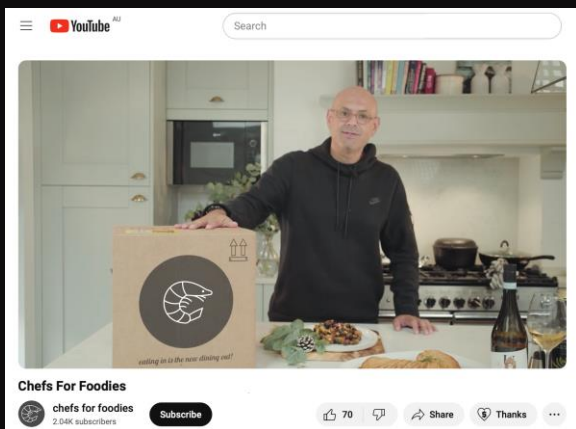 YouTube AU
Search
eating in is the new dining out!
Chefs For Foodies
chefs for foodies
2.04K subscribers
Subscribe
70
Share
Thanks